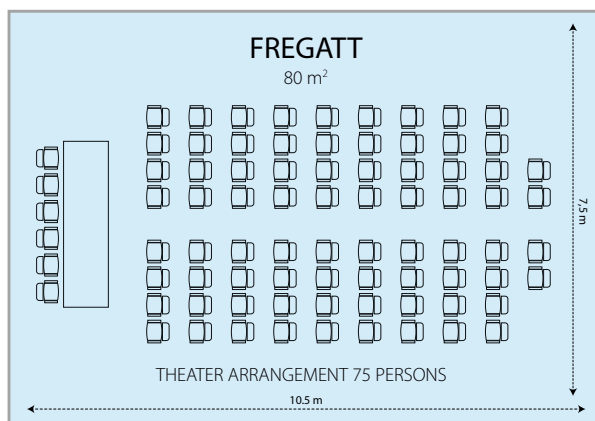 FREGATT
80 m²
7,5 m
THEATER ARRANGEMENT 75 PERSONS
10.5 m